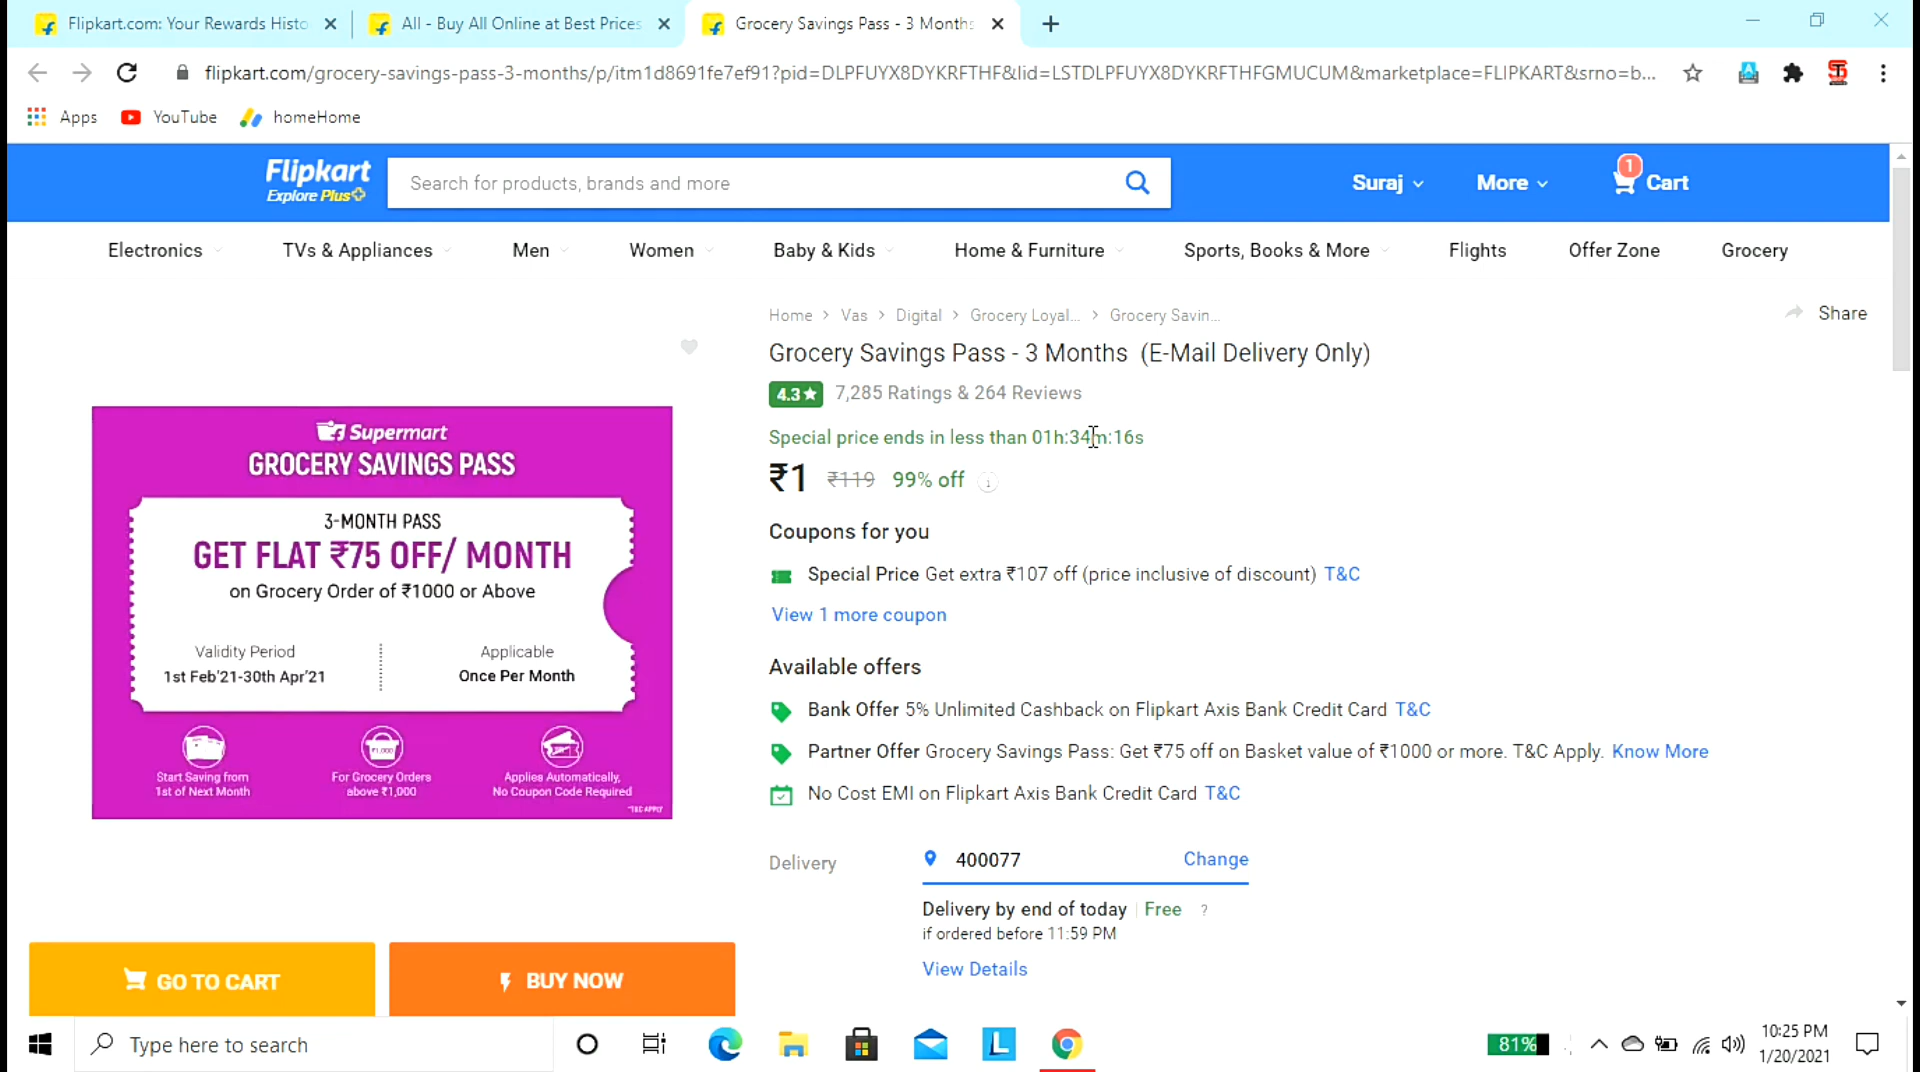 Flipkart.com: Your Rewards Histo
All - Buy All Online at Best Prices
Grocery Savings Pass - 3 Months
flipkart.com/grocery-savings-pass-3-months/p/itm1d8691fe7ef91?pid=DLPFUYX8DYKRFTHF&lid=LSTDLPFUYX8DYKRFTHFGMUCUM&marketplace=FLIPKART&srno=b...
Apps
YouTube
homeHome
Flipkart
Explore Plus
Search for products, brands and more
Suraj
More
1
Cart
Electronics
TVs & Appliances
Men
Women
Baby & Kids
Home & Furniture
Sports, Books & More
Flights
Offer Zone
Grocery
Home > Vas > Digital > Grocery Loyal... > Grocery Savin...
Share
Grocery Savings Pass - 3 Months (E-Mail Delivery Only)
4.3★ 7,285 Ratings & 264 Reviews
Special price ends in less than 01h:34m:16s
₹1 ₹119 99% off
Coupons for you
Special Price Get extra ₹107 off (price inclusive of discount) T&C
View 1 more coupon
Available offers
Bank Offer 5% Unlimited Cashback on Flipkart Axis Bank Credit Card T&C
Partner Offer Grocery Savings Pass: Get ₹75 off on Basket value of ₹1000 or more. T&C Apply. Know More
No Cost EMI on Flipkart Axis Bank Credit Card T&C
Delivery
400077
Change
Delivery by end of today | Free ?
if ordered before 11:59 PM
View Details
Supermart
GROCERY SAVINGS PASS
3-MONTH PASS
GET FLAT ₹75 OFF/ MONTH
on Grocery Order of ₹1000 or Above
Validity Period
1st Feb'21-30th Apr'21
Applicable
Once Per Month
Start Saving from
1st of Next Month
₹1,000
For Grocery Orders
above ₹1,000
Applies Automatically,
No Coupon Code Required
*T&C APPLY
GO TO CART
BUY NOW
Type here to search
81%
10:25 PM
1/20/2021